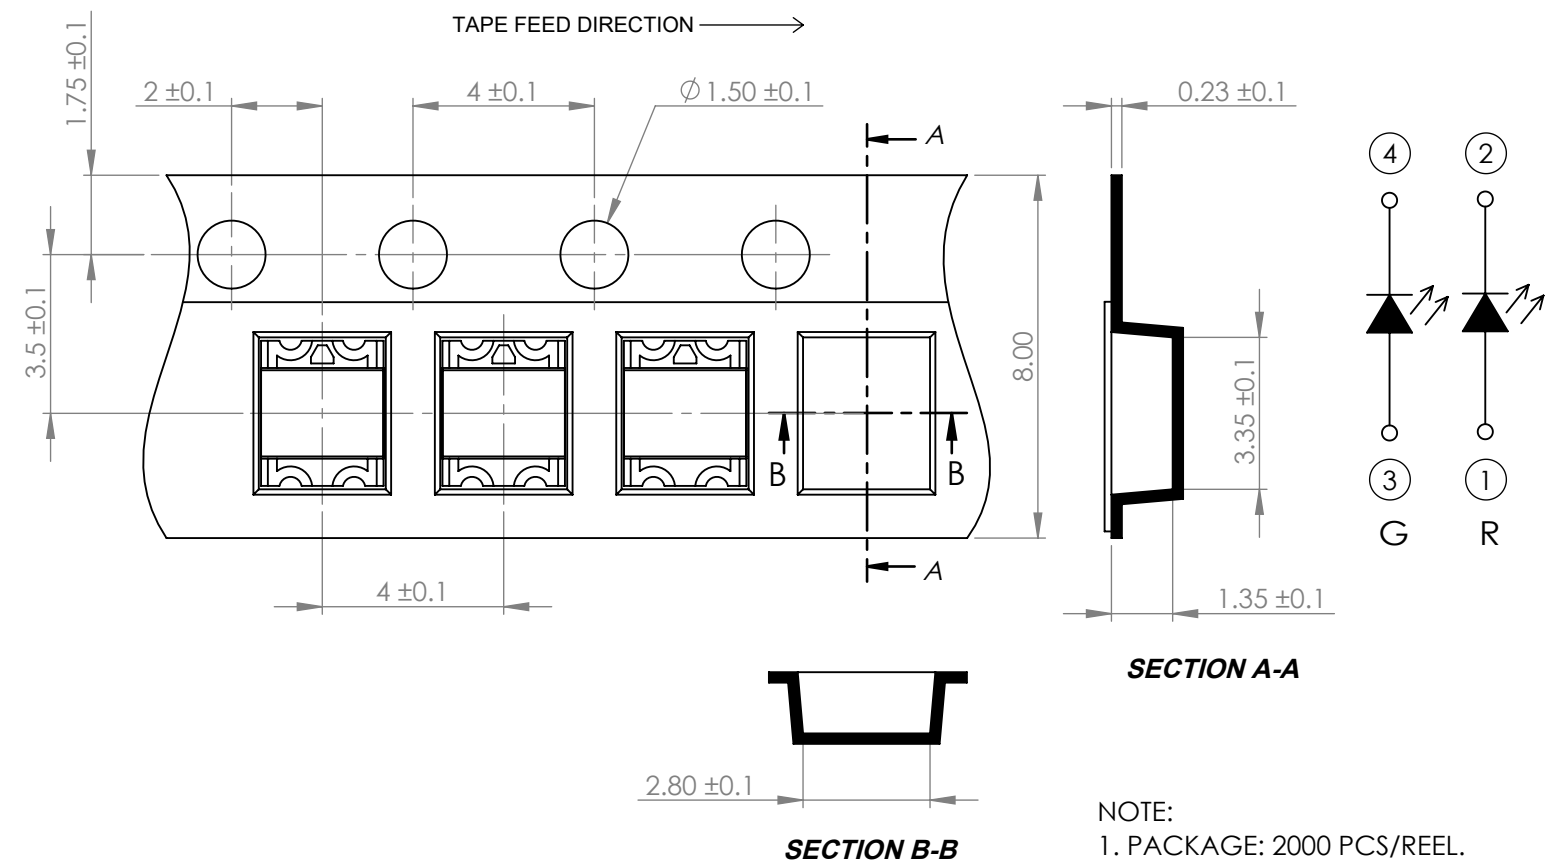 TAPE FEED DIRECTION
1.75 ±0.1
2 ±0.1
4 ±0.1
∅1.50 ±0.1
0.23 ±0.1
A
4
2
3.5 ±0.1
8.00
3.35 ±0.1
B
B
3
1
G
R
A
4 ±0.1
1.35 ±0.1
SECTION A-A
2.80 ±0.1
SECTION B-B
NOTE:
1. PACKAGE: 2000 PCS/REEL.